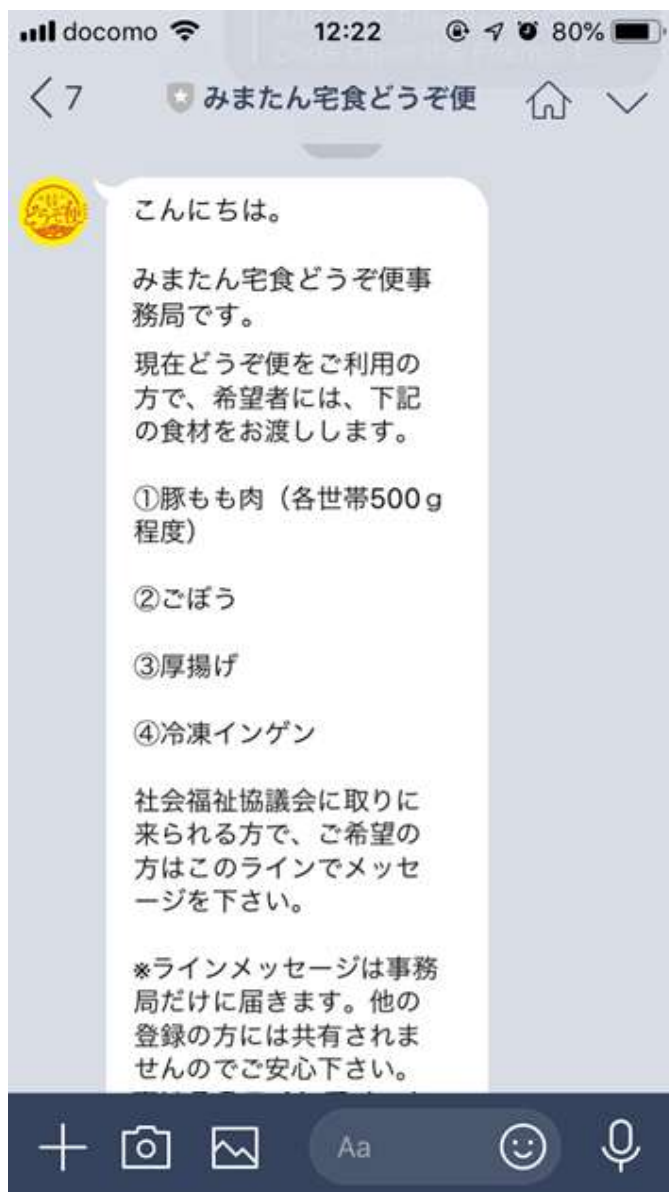 docomo 12:22 80%
7 みまたん宅食どうぞ便
どうぞ便
こんにちは。
みまたん宅食どうぞ便事
務局です。
現在どうぞ便をご利用の
方で、希望者には、下記
の食材をお渡しします。
①豚もも肉（各世帯500ｇ
程度）
②ごぼう
③厚揚げ
④冷凍インゲン
社会福祉協議会に取りに
来られる方で、ご希望の
方はこのラインでメッセ
ージを下さい。
※ラインメッセージは事務
局だけに届きます。他の
登録の方には共有されま
せんのでご安心下さい。
Aa